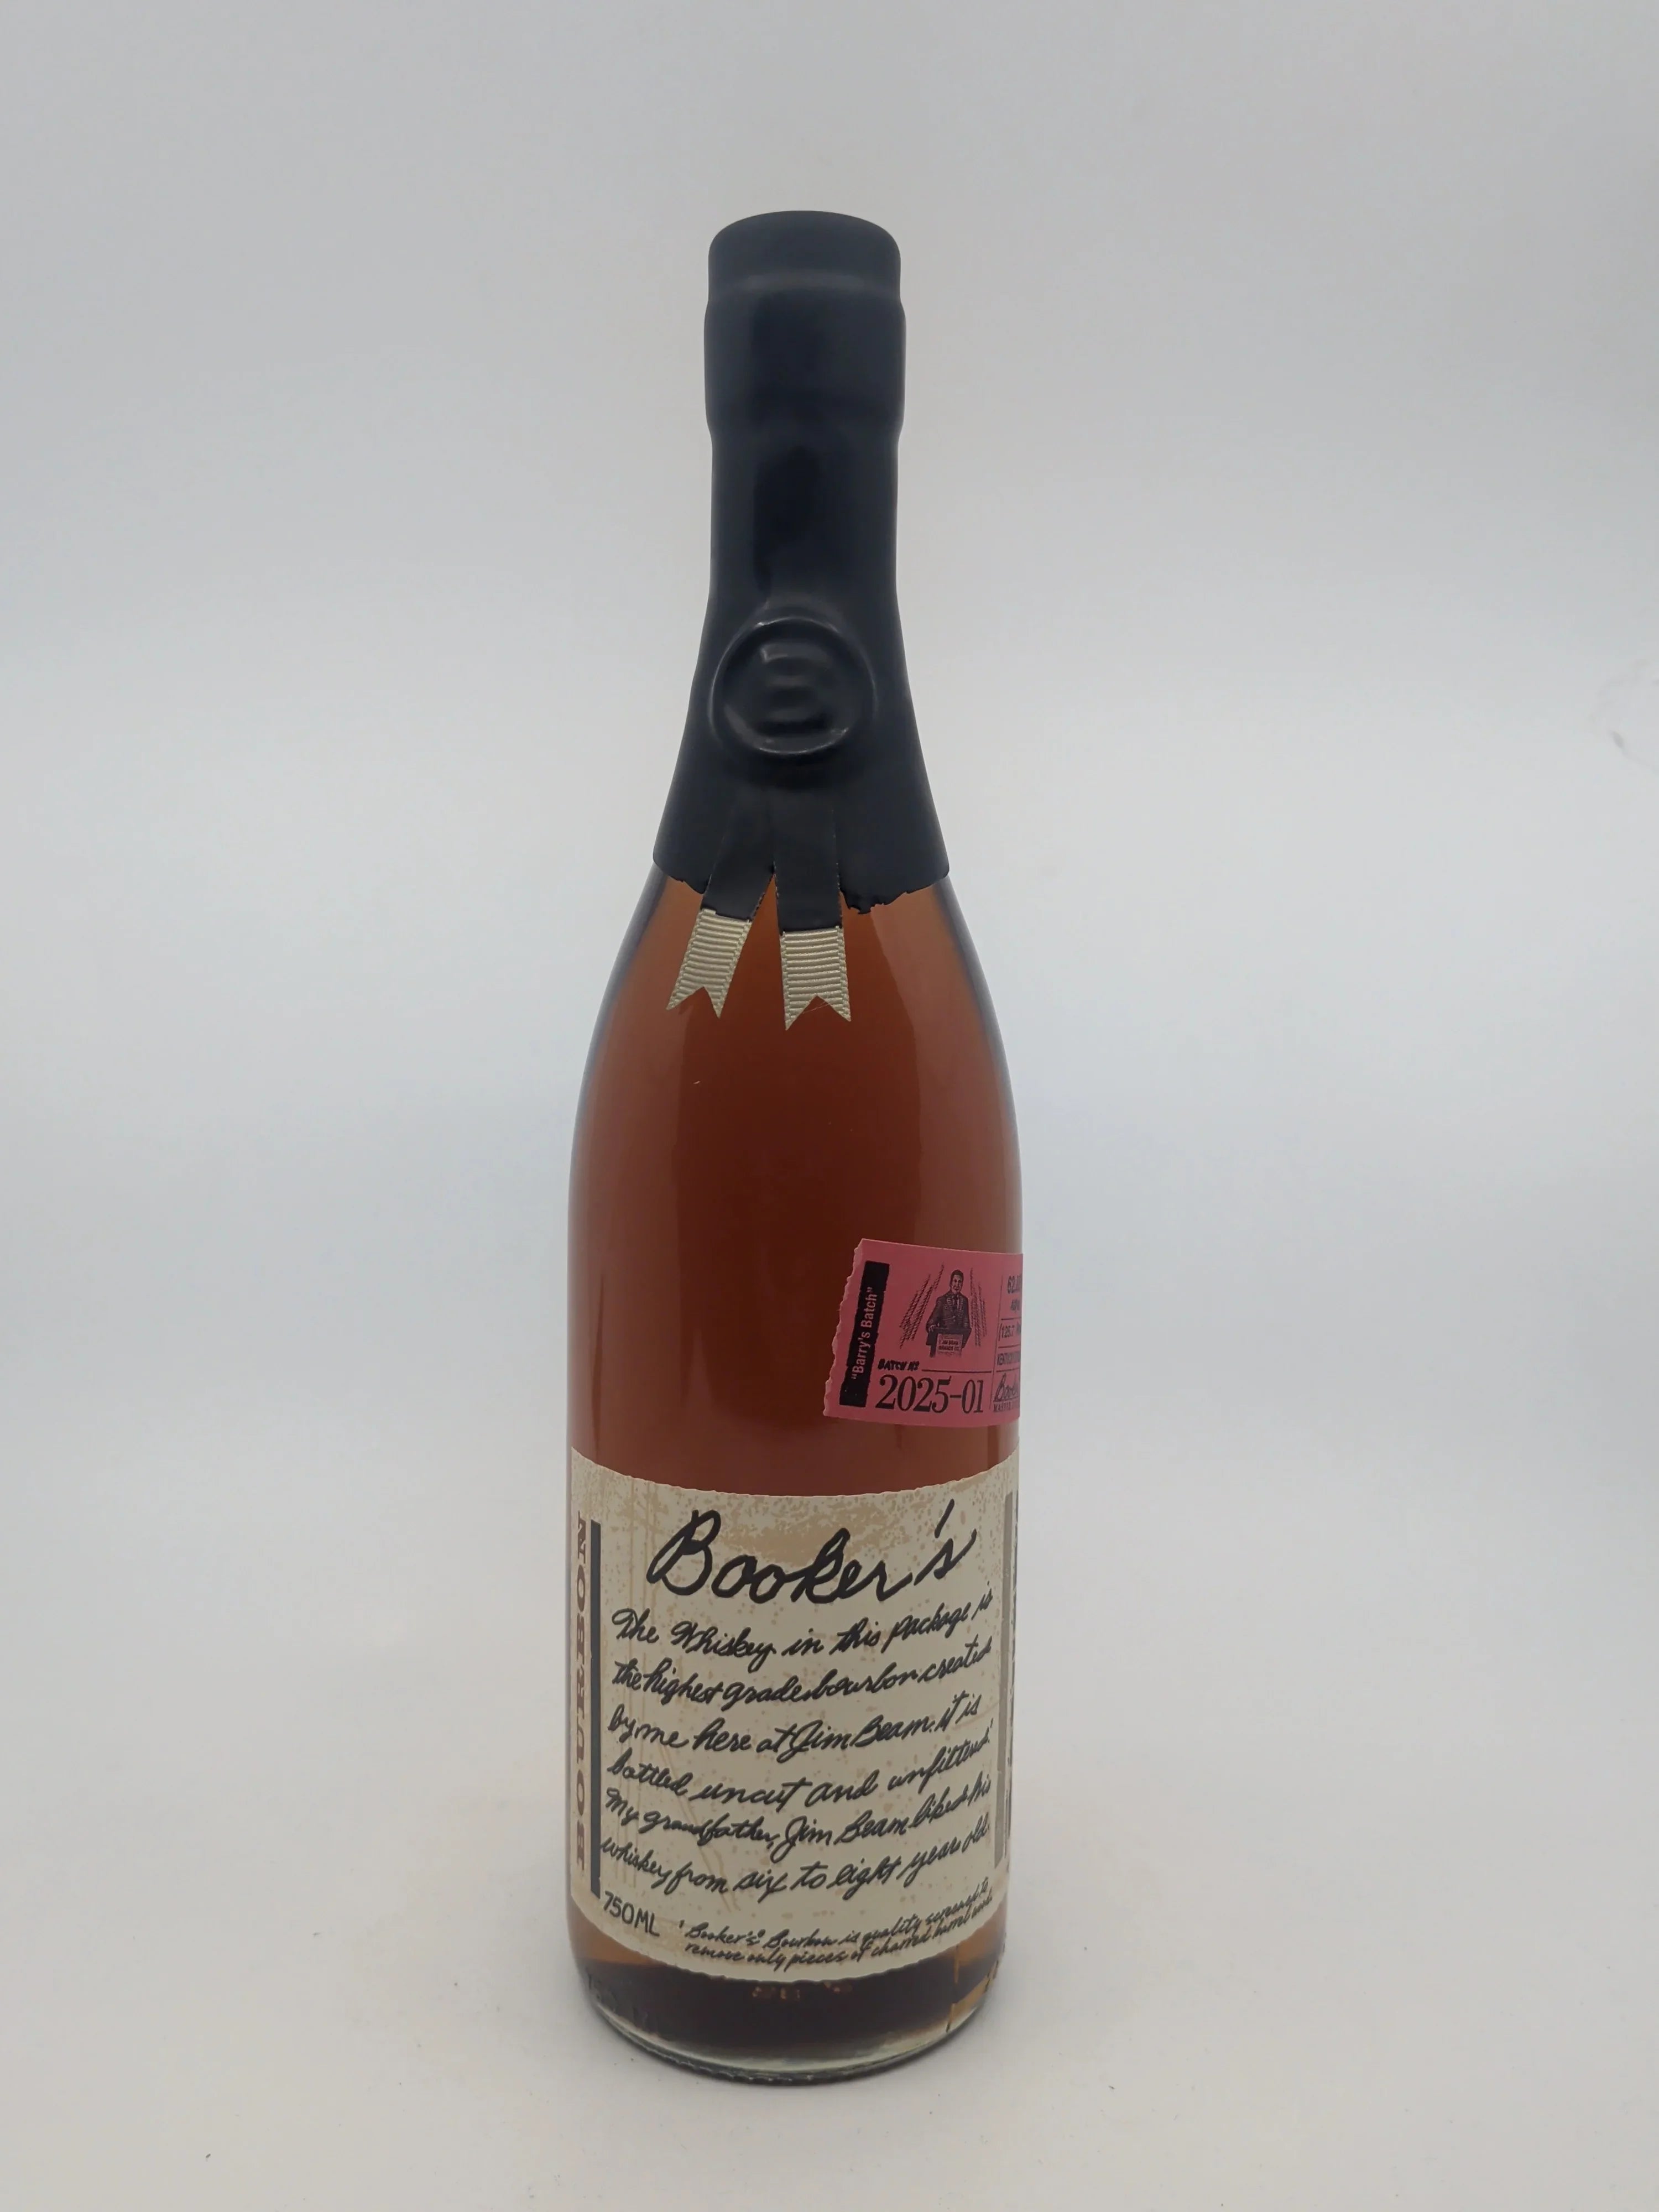 "Barry's Batch"
BATCH Nº
2025-01
Booker's
BOURBON
The Whiskey in this package is
the highest grade bourbon created
by me here at Jim Beam. it is
bottled uncut and unfiltered.'
My grandfather, Jim Beam liked his
whiskey from six to eight years old.
750ML
' Booker's® Bourbon is quality screened to
remove only pieces of charred barrel wood.